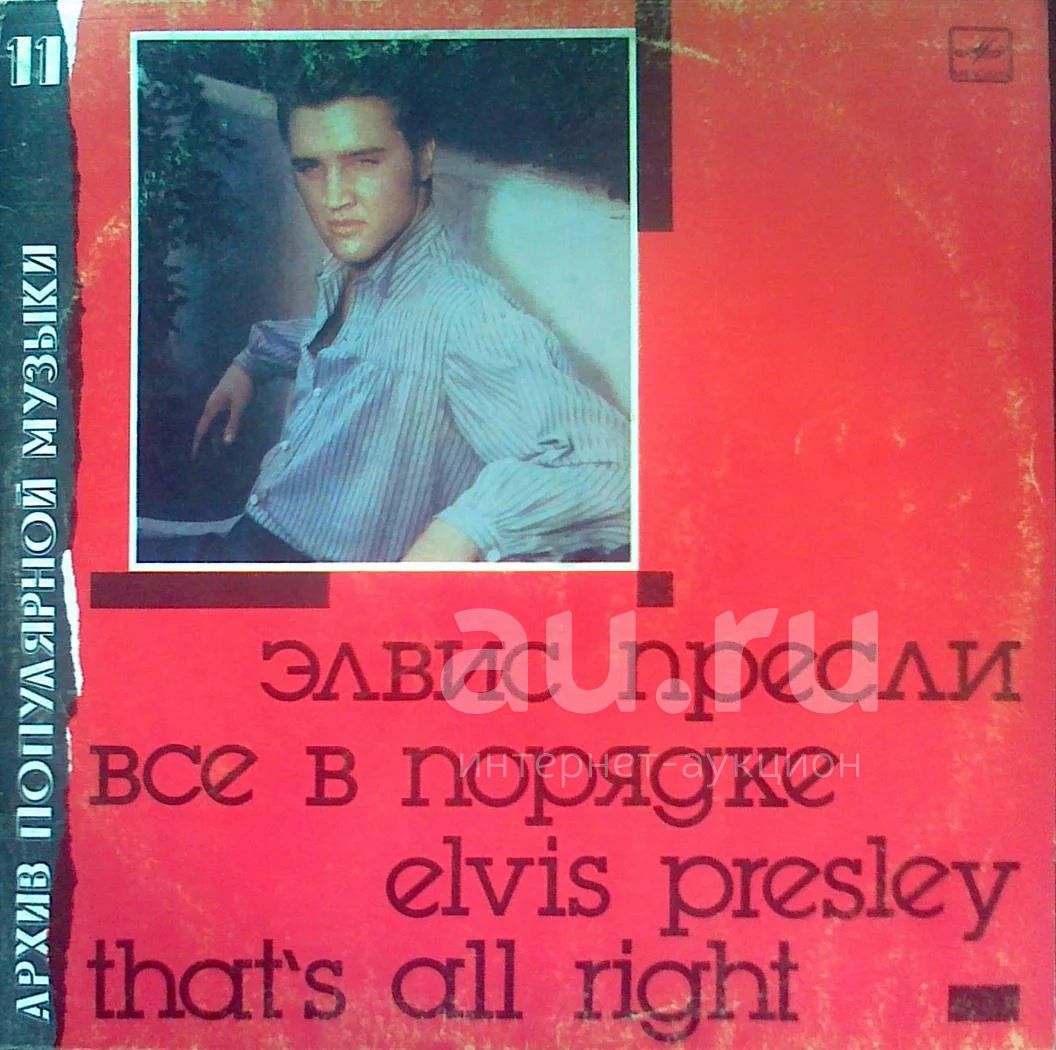 11
АРХИВ ПОПУЛЯРНОЙ МУЗЫКИ
элвис пресли
все в порядке
elvis presley
that's all right
au.ru
интернет-аукцион